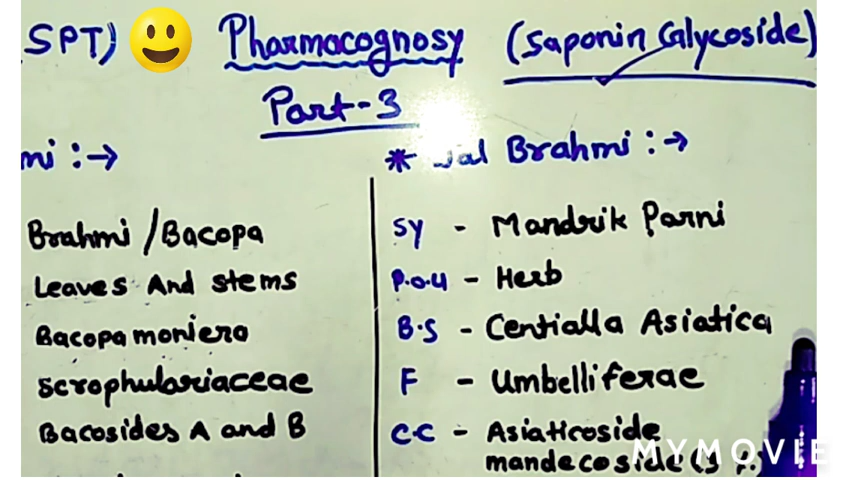 SPT) Pharmacognosy (Saponin Glycoside)
Part-3
mi :→
Brahmi / Bacopa
Leaves And stems
Bacopa moniera
Scrophulariaceae
Bacosides A and B
* Jal Brahmi :→
Sy - Mandrik Parni
P.O.U - Herb
B.S - Centialla Asiatica
F - Umbelliferae
C.C - Asiaticoside
mandecoside
MYMOVIE